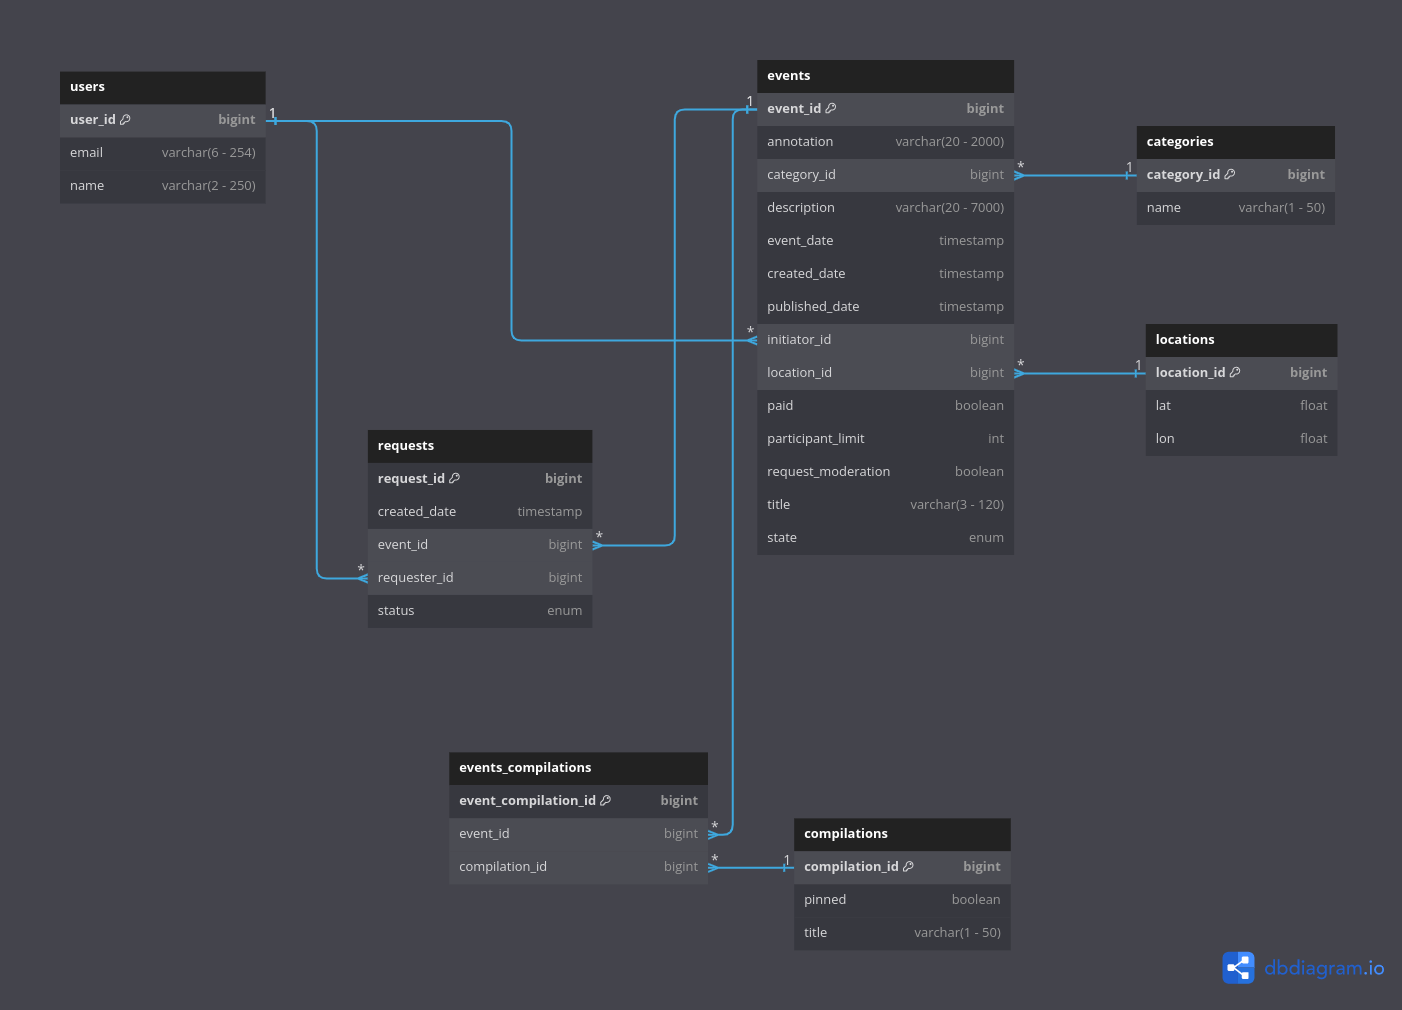 users
user_id bigint
email varchar(6 - 254)
name varchar(2 - 250)
1
events
event_id bigint
annotation varchar(20 - 2000)
category_id bigint
description varchar(20 - 7000)
event_date timestamp
created_date timestamp
published_date timestamp
initiator_id bigint
location_id bigint
paid boolean
participant_limit int
request_moderation boolean
title varchar(3 - 120)
state enum
1
*
*
*
categories
category_id bigint
name varchar(1 - 50)
1
locations
location_id bigint
lat float
lon float
1
requests
request_id bigint
created_date timestamp
event_id bigint
requester_id bigint
status enum
*
*
events_compilations
event_compilation_id bigint
event_id bigint
compilation_id bigint
*
*
compilations
compilation_id bigint
pinned boolean
title varchar(1 - 50)
1
dbdiagram.io